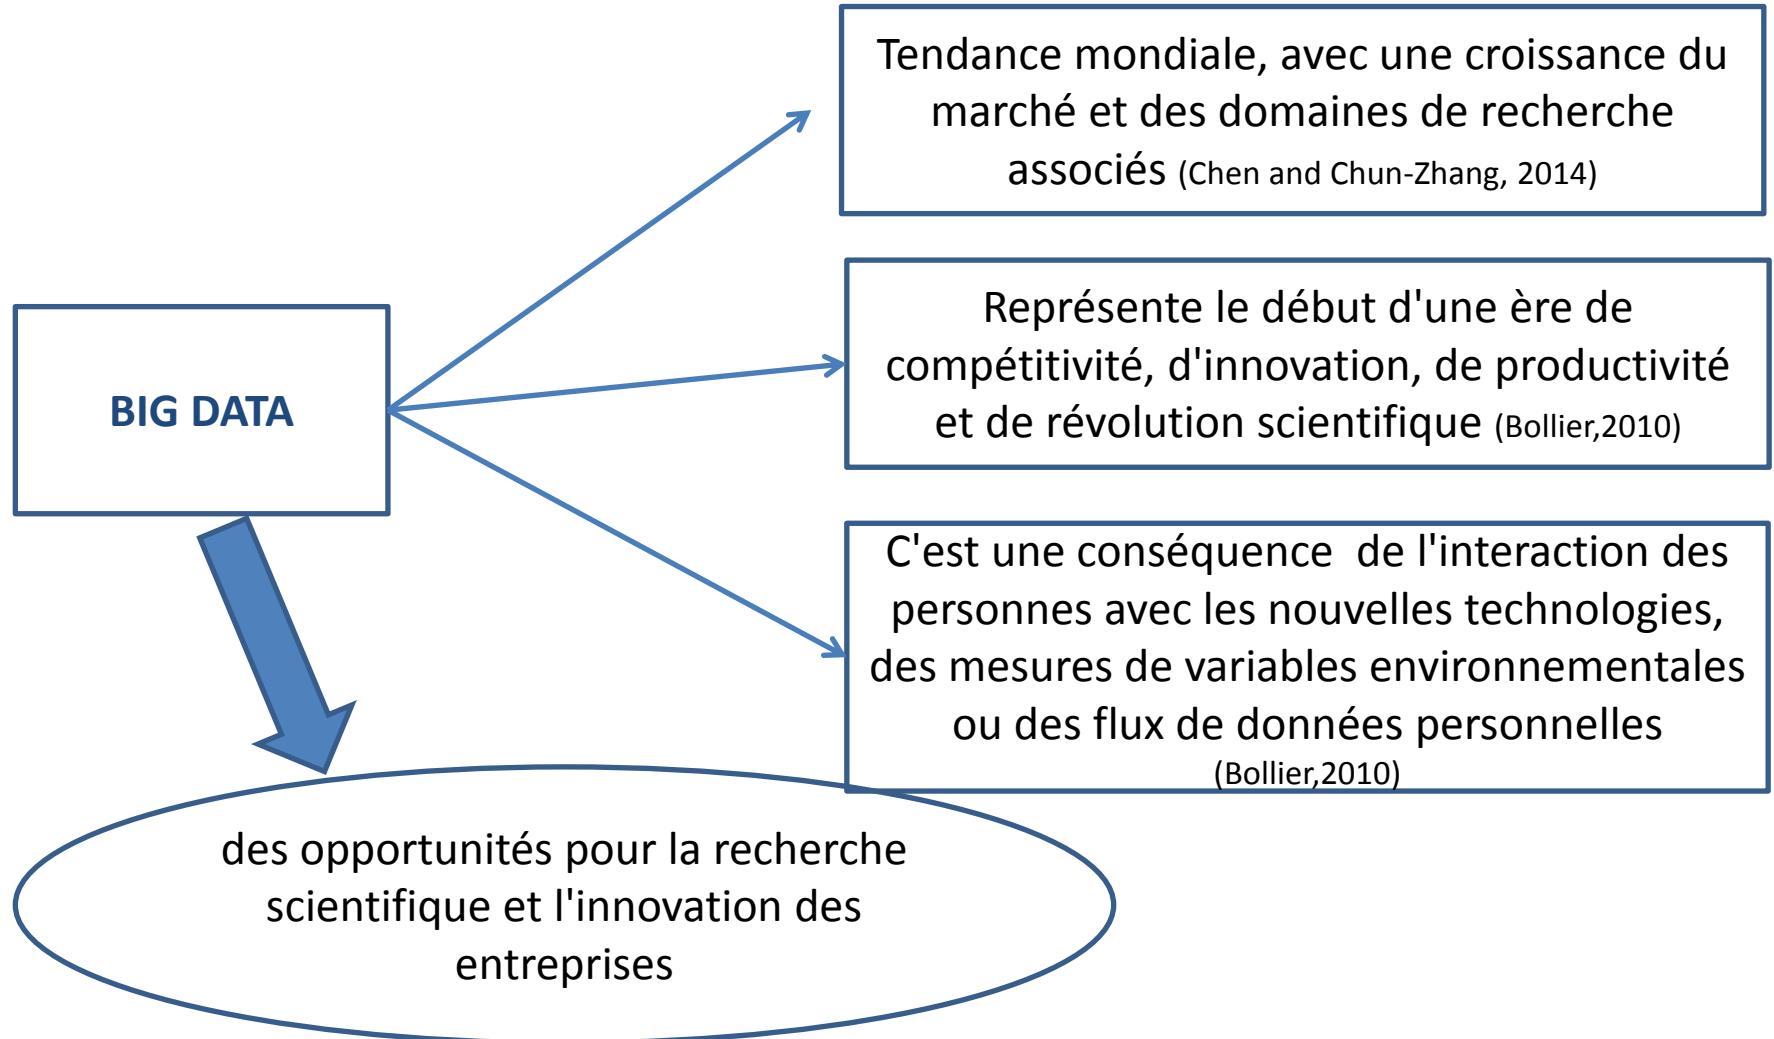 Tendance mondiale, avec une croissance du
marché et des domaines de recherche
associés (Chen and Chun-Zhang, 2014)
Représente le début d'une ère de
compétitivité, d'innovation, de productivité
et de révolution scientifique (Bollier,2010)
BIG DATA
C'est une conséquence  de l'interaction des
personnes avec les nouvelles technologies,
des mesures de variables environnementales
ou des flux de données personnelles
(Bollier,2010)
des opportunités pour la recherche
scientifique et l'innovation des
entreprises